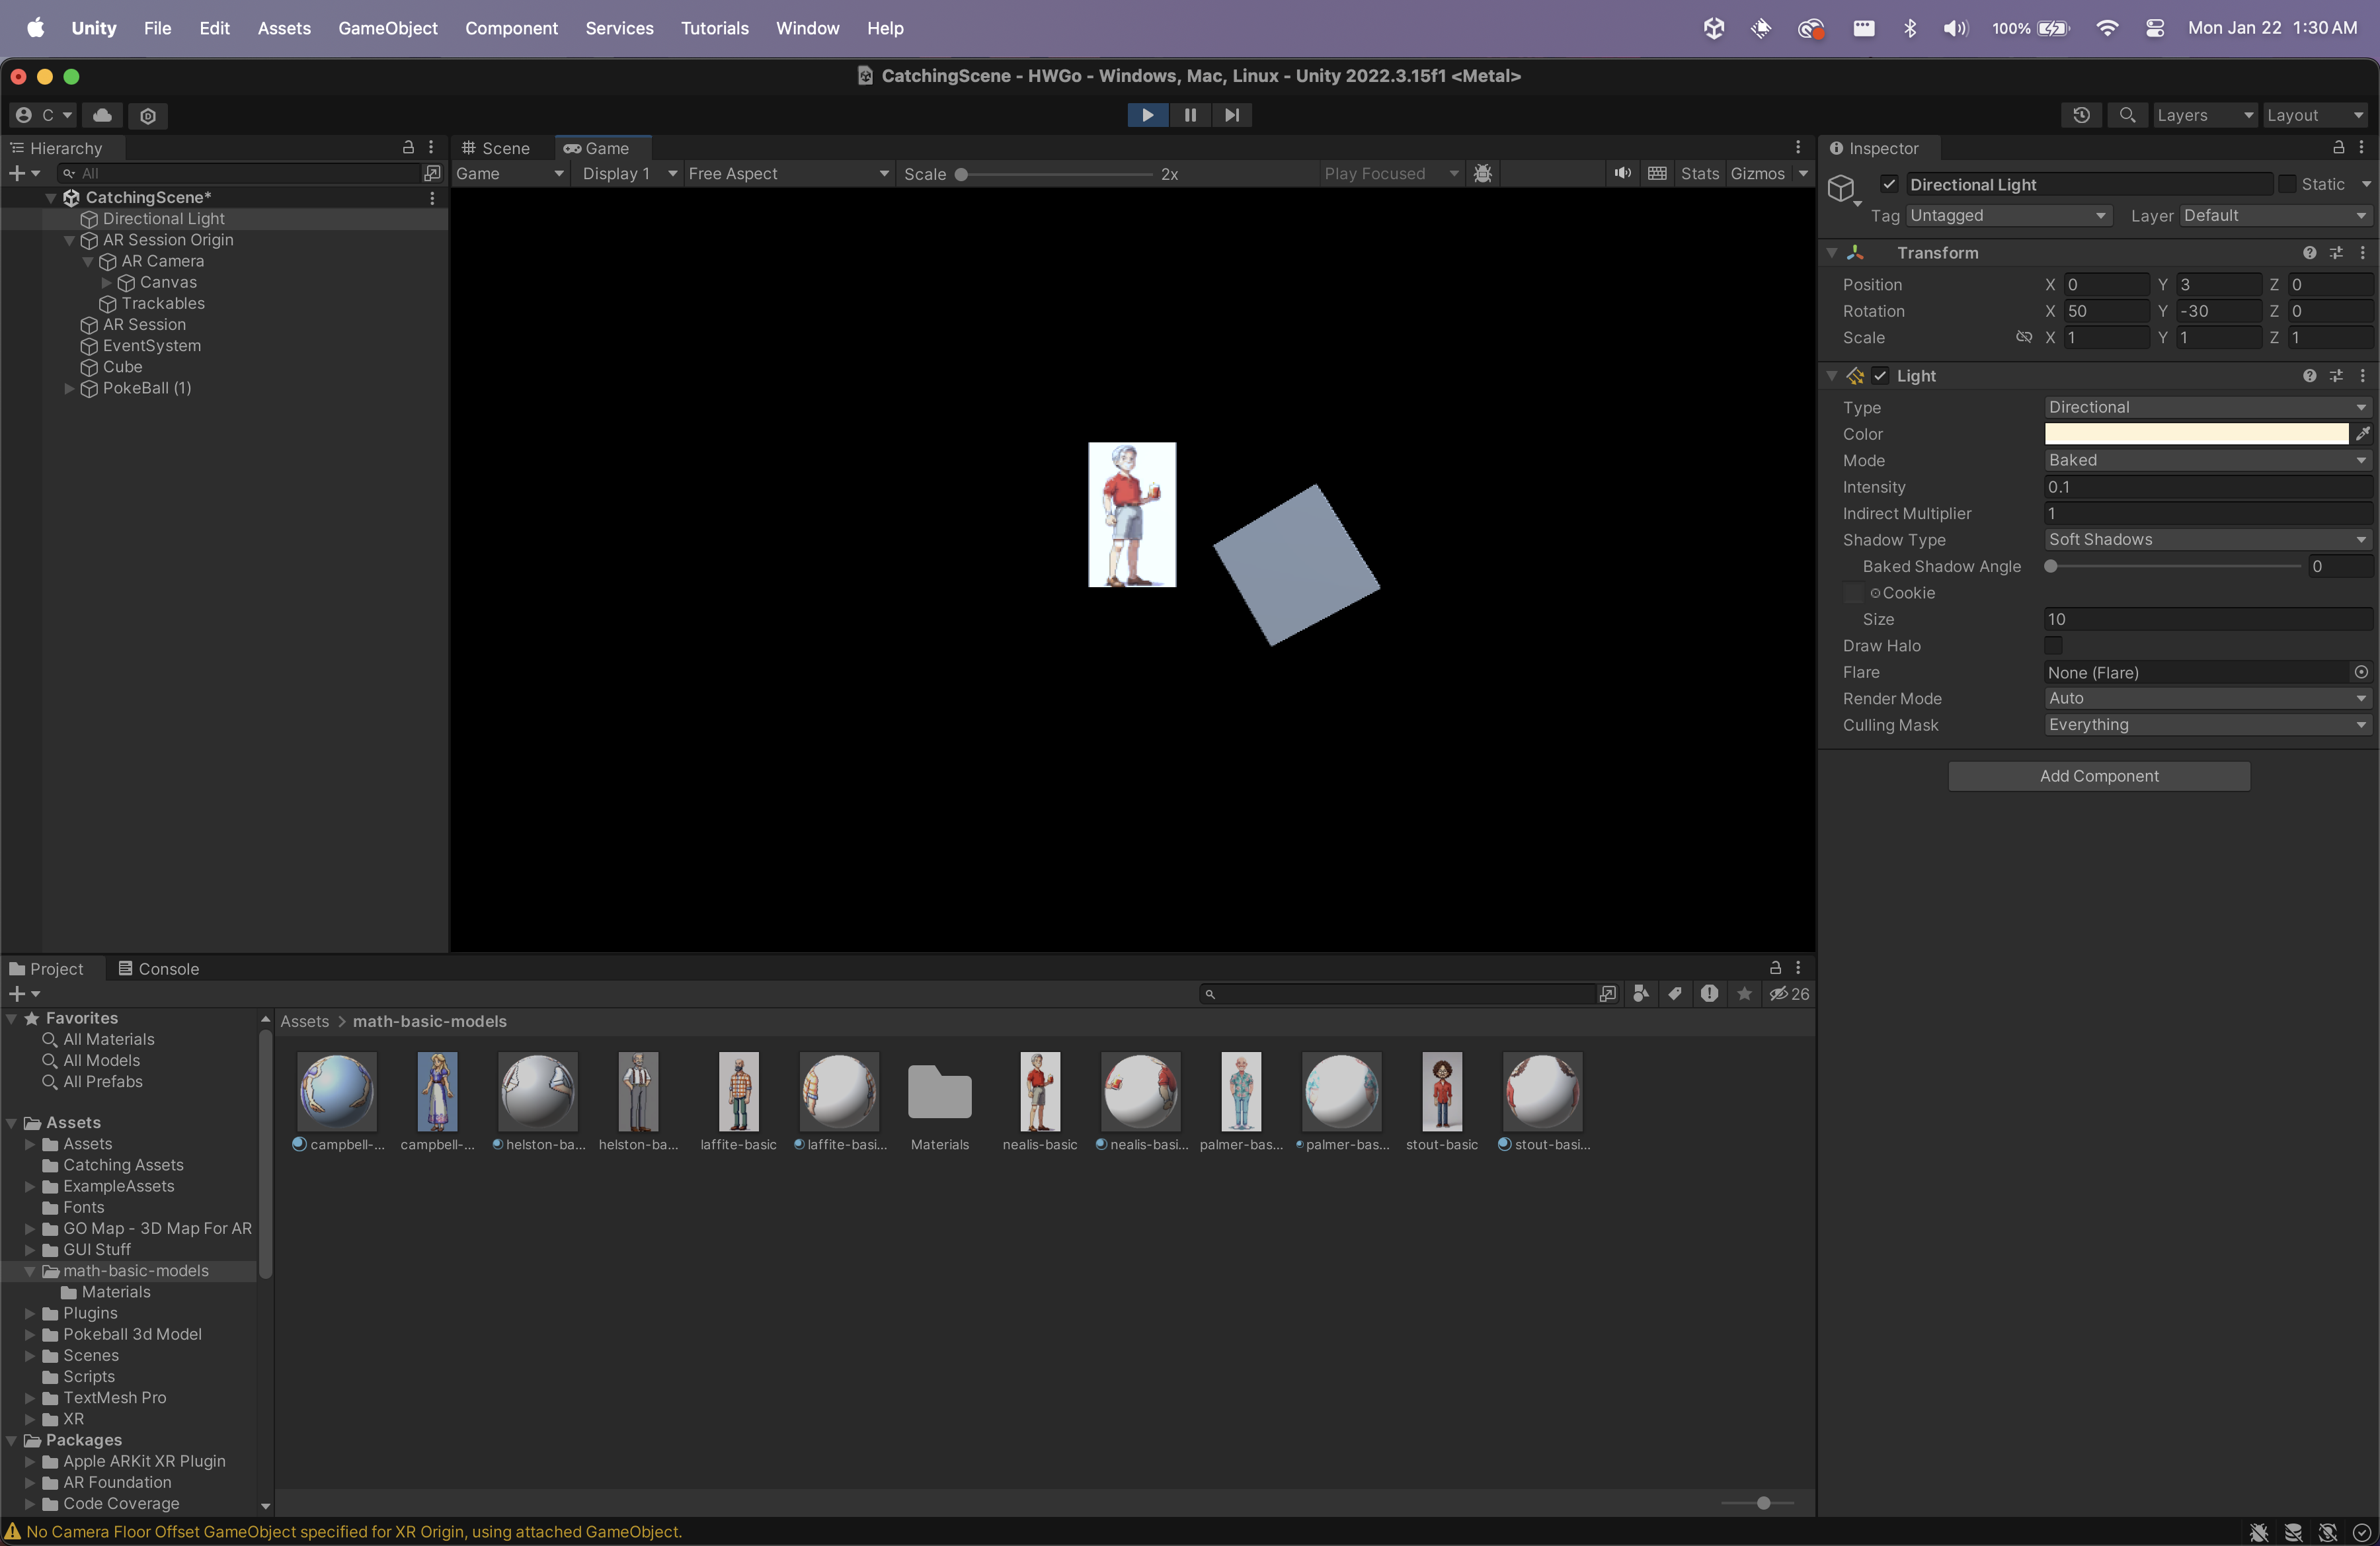 Unity File Edit Assets GameObject Component Services Tutorials Window Help 100% Mon Jan 22 1:30 AM
CatchingScene - HWGo - Windows, Mac, Linux - Unity 2022.3.15f1 <Metal>
C Layers Layout
Hierarchy
All
CatchingScene*
Directional Light
AR Session Origin
AR Camera
Canvas
Trackables
AR Session
EventSystem
Cube
PokeBall (1)
Scene Game
Game Display 1 Free Aspect Scale 2x Play Focused Stats Gizmos
Inspector
Directional Light Static
Tag Untagged Layer Default
Transform
Position X 0 Y 3 Z 0
Rotation X 50 Y -30 Z 0
Scale X 1 Y 1 Z 1
Light
Type Directional
Color
Mode Baked
Intensity 0.1
Indirect Multiplier 1
Shadow Type Soft Shadows
Baked Shadow Angle 0
Cookie
Size 10
Draw Halo
Flare None (Flare)
Render Mode Auto
Culling Mask Everything
Add Component
Project Console
26
Favorites
All Materials
All Models
All Prefabs
Assets
Assets
Catching Assets
ExampleAssets
Fonts
GO Map - 3D Map For AR
GUI Stuff
math-basic-models
Materials
Plugins
Pokeball 3d Model
Scenes
Scripts
TextMesh Pro
XR
Packages
Apple ARKit XR Plugin
AR Foundation
Code Coverage
Assets > math-basic-models
campbell-... campbell-... helston-ba... helston-ba... laffite-basic laffite-basi... Materials nealis-basic nealis-basi... palmer-bas... palmer-bas... stout-basic stout-basi...
No Camera Floor Offset GameObject specified for XR Origin, using attached GameObject.